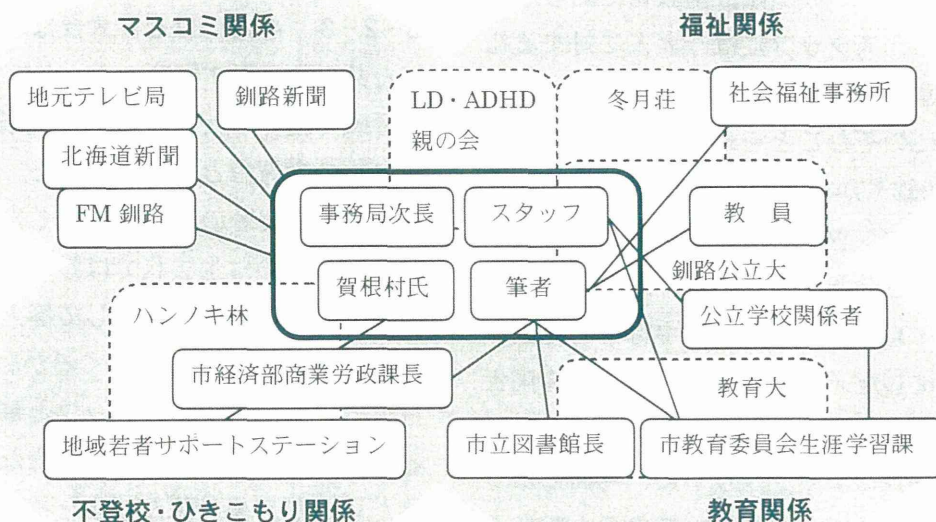 マスコミ関係
福祉関係
地元テレビ局
釧路新聞
LD・ADHD
親の会
冬月荘
社会福祉事務所
北海道新聞
FM 釧路
事務局次長
スタッフ
教 員
釧路公立大
賀根村氏
筆者
ハンノキ林
公立学校関係者
市経済部商業労政課長
教育大
地域若者サポートステーション
市立図書館長
市教育委員会生涯学習課
不登校・ひきこもり関係
教育関係